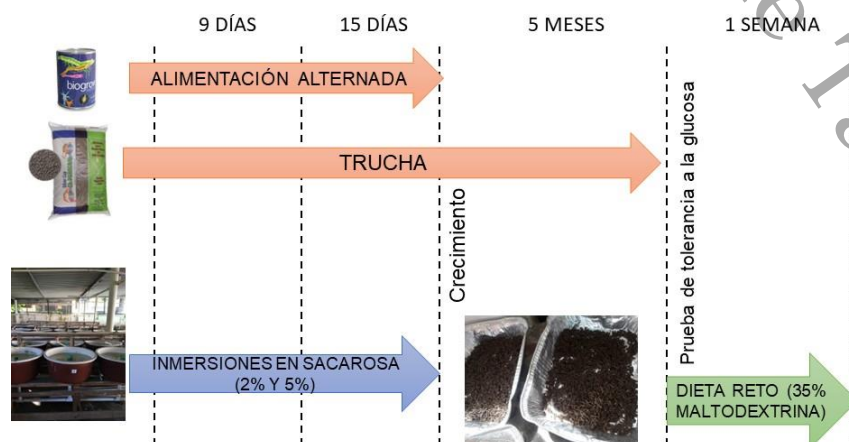 9 DÍAS
15 DÍAS
5 MESES
1 SEMANA
biogrow
ALIMENTACIÓN ALTERNADA
TRUCHA
Crecimiento
Prueba de tolerancia a la glucosa
INMERSIONES EN SACAROSA
(2% Y 5%)
DIETA RETO (35%
MALTODEXTRINA)